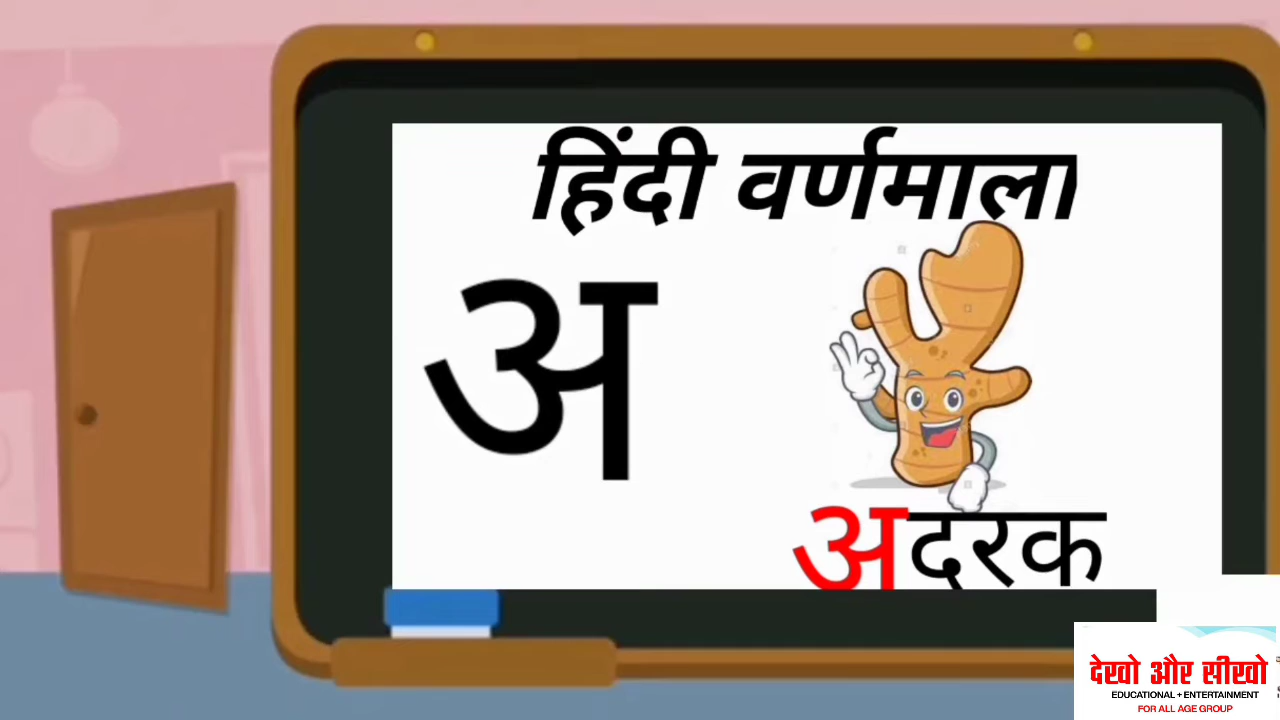 हिंदी वर्णमाला
अ
अदरक
देखो और सीखो
EDUCATIONAL + ENTERTAINMENT
FOR ALL AGE GROUP